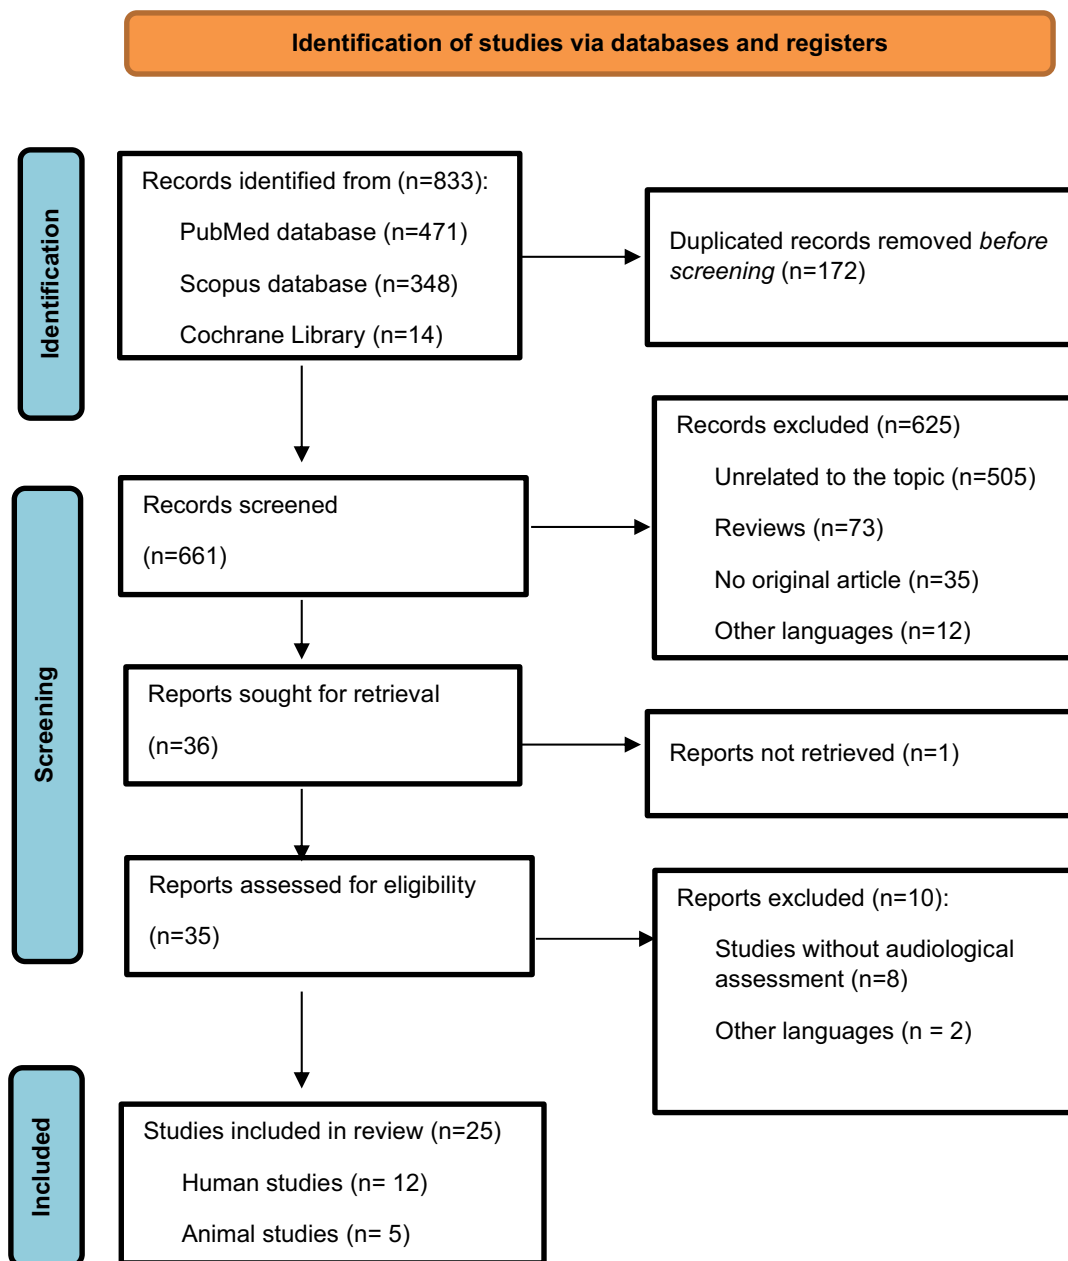 Identification of studies via databases and registers
Identification
Records identified from (n=833):
PubMed database (n=471)
Scopus database (n=348)
Cochrane Library (n=14)
Duplicated records removed before
screening (n=172)
Screening
Records screened
(n=661)
Records excluded (n=625)
Unrelated to the topic (n=505)
Reviews (n=73)
No original article (n=35)
Other languages (n=12)
Reports sought for retrieval
(n=36)
Reports not retrieved (n=1)
Reports assessed for eligibility
(n=35)
Reports excluded (n=10):
Studies without audiological
assessment (n=8)
Other languages (n = 2)
Included
Studies included in review (n=25)
Human studies (n= 12)
Animal studies (n= 5)